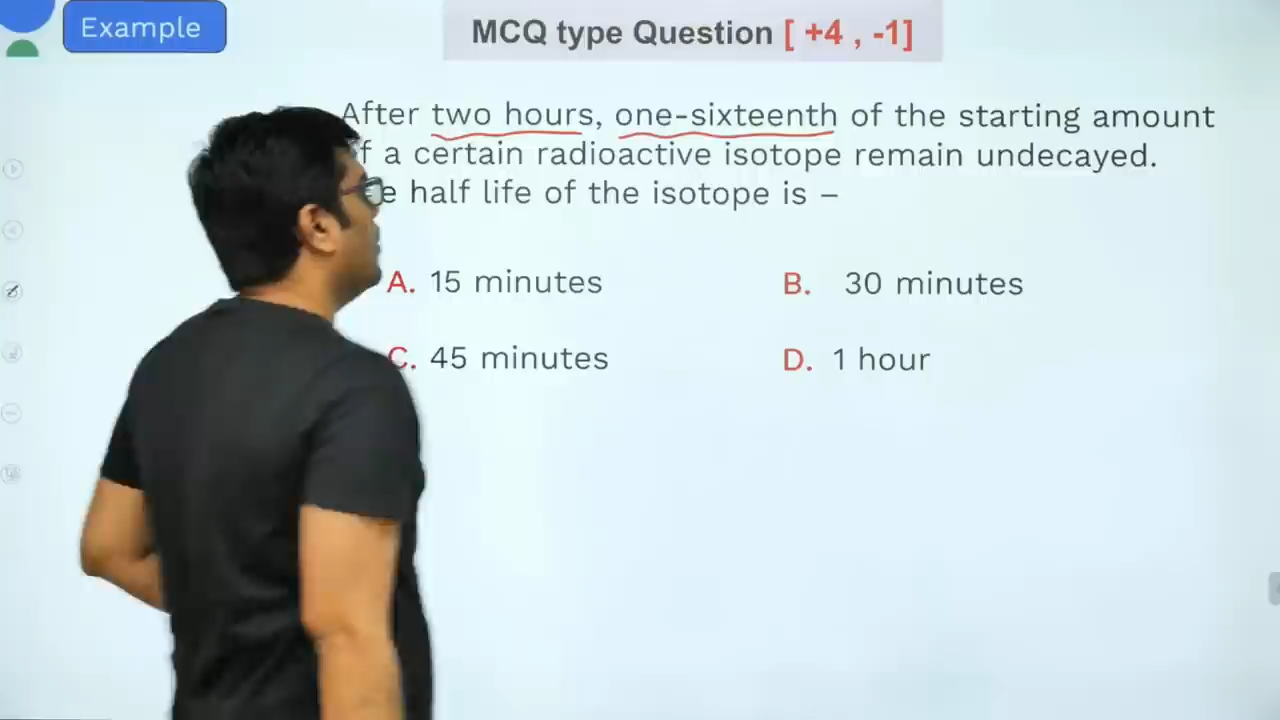 Example
MCQ type Question [ +4 , -1]
After two hours, one-sixteenth of the starting amount
a certain radioactive isotope remain undecayed.
half life of the isotope is –
A. 15 minutes
B. 30 minutes
C. 45 minutes
D. 1 hour